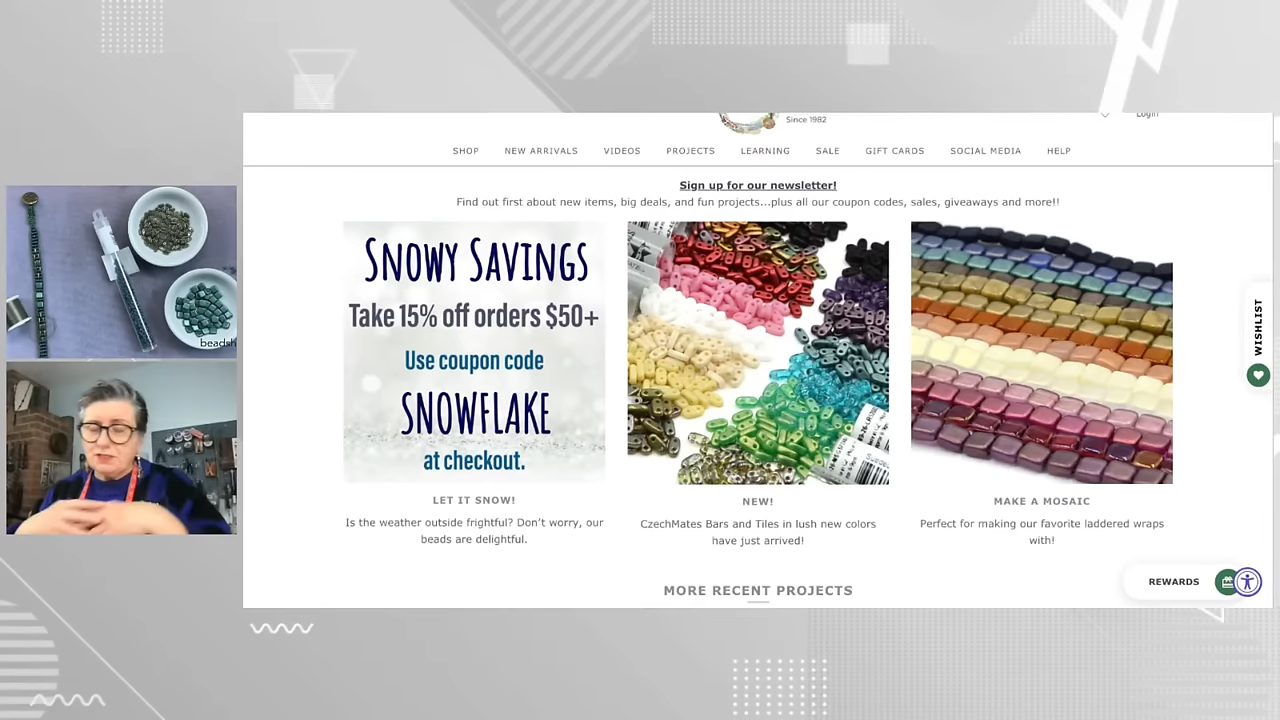 Since 1982
Login
SHOP NEW ARRIVALS VIDEOS PROJECTS LEARNING SALE GIFT CARDS SOCIAL MEDIA HELP
Sign up for our newsletter!
Find out first about new items, big deals, and fun projects...plus all our coupon codes, sales, giveaways and more!!
SNOWY SAVINGS
Take 15% off orders $50+
Use coupon code
SNOWFLAKE
at checkout.
LET IT SNOW!
Is the weather outside frightful? Don't worry, our
beads are delightful.
NEW!
CzechMates Bars and Tiles in lush new colors
have just arrived!
MAKE A MOSAIC
Perfect for making our favorite laddered wraps
with!
MORE RECENT PROJECTS
WISHLIST
REWARDS
beadsh